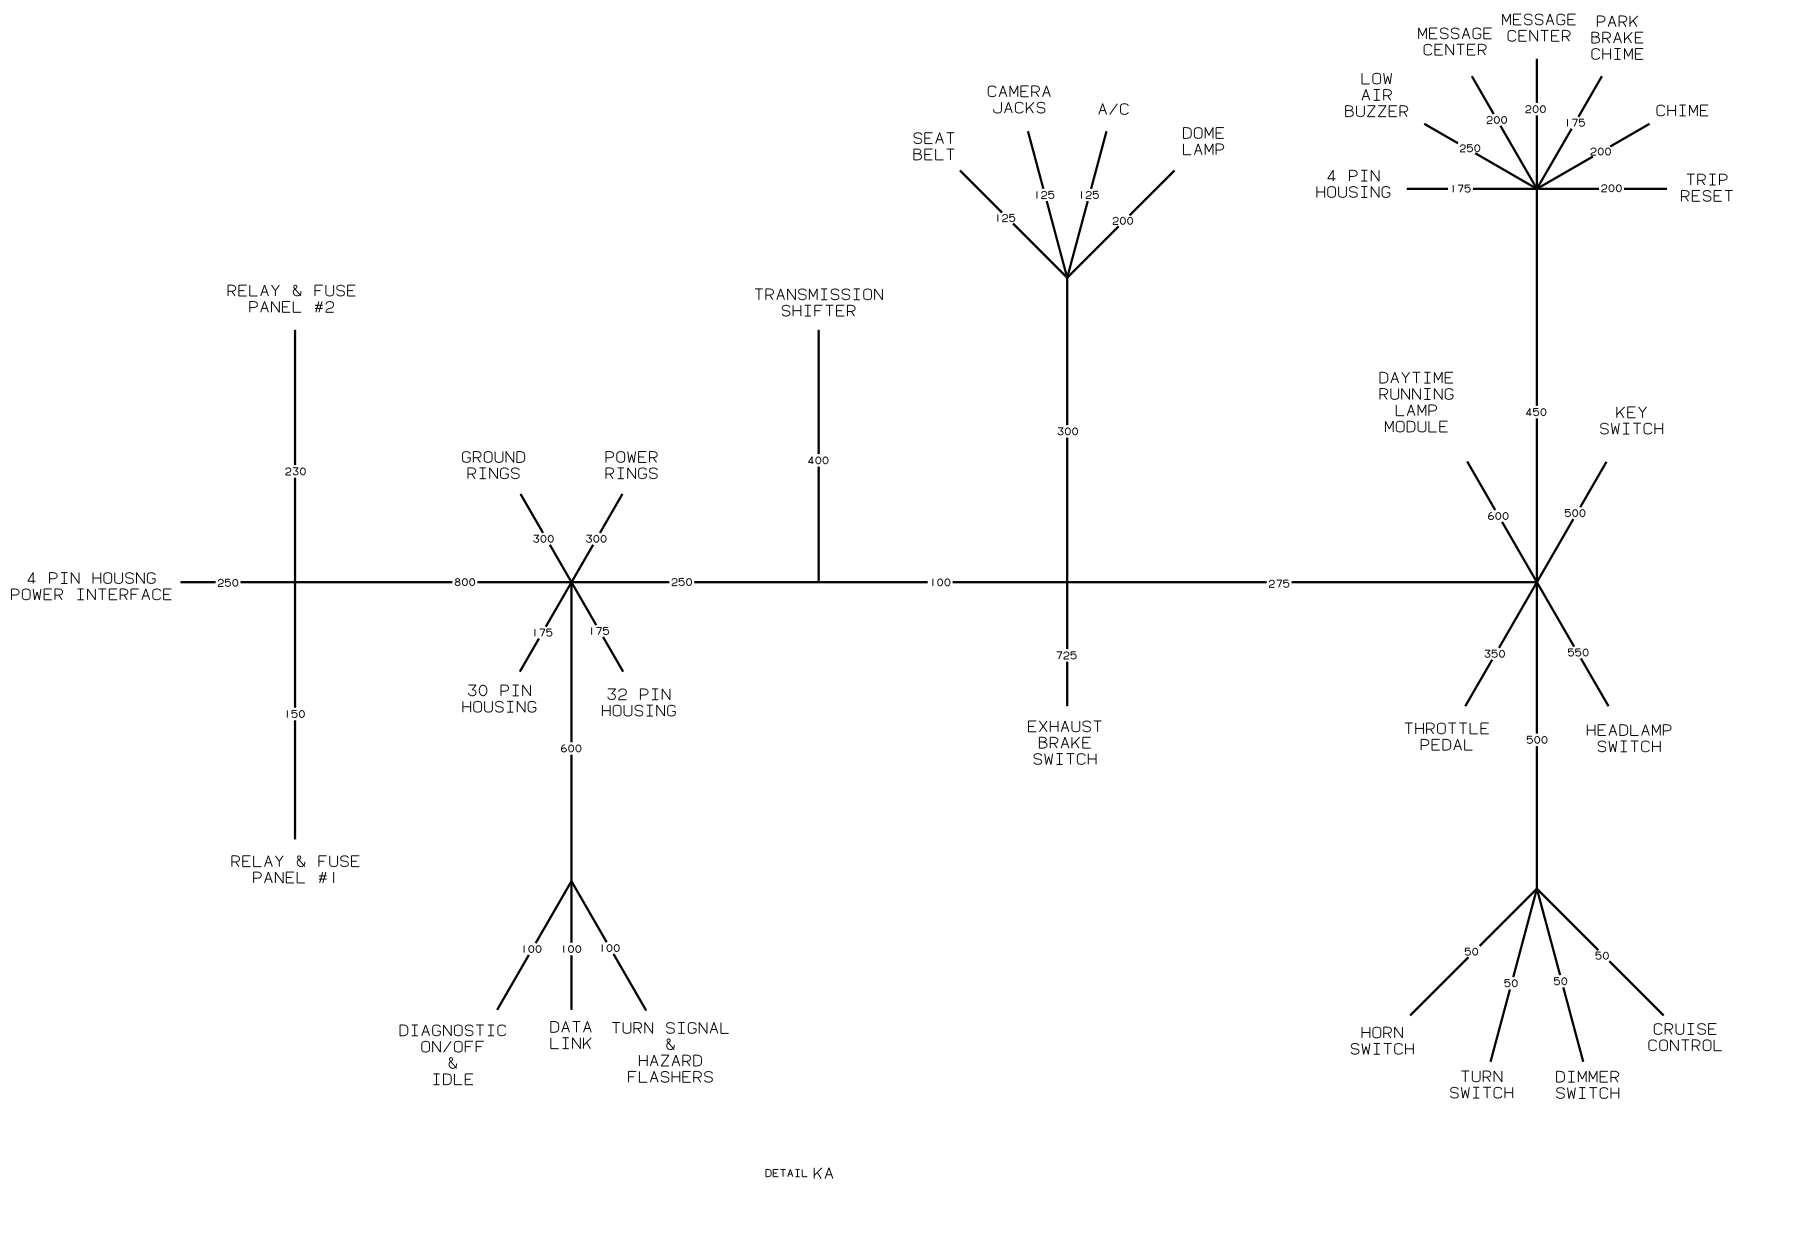 MESSAGE
CENTER
MESSAGE
CENTER
PARK
BRAKE
CHIME
LOW
AIR
BUZZER
CHIME
4 PIN
HOUSING
TRIP
RESET
200
200
175
250
200
175
200
CAMERA
JACKS
A/C
SEAT
BELT
DOME
LAMP
125
125
125
200
RELAY & FUSE
PANEL #2
TRANSMISSION
SHIFTER
230
400
300
450
DAYTIME
RUNNING
LAMP
MODULE
KEY
SWITCH
GROUND
RINGS
POWER
RINGS
300
300
600
500
4 PIN HOUSNG
POWER INTERFACE
250
800
250
100
275
175
175
725
350
550
30 PIN
HOUSING
32 PIN
HOUSING
150
600
EXHAUST
BRAKE
SWITCH
THROTTLE
PEDAL
HEADLAMP
SWITCH
500
RELAY & FUSE
PANEL #1
100
100
100
50
50
50
50
DIAGNOSTIC
ON/OFF
&
IDLE
DATA
LINK
TURN SIGNAL
&
HAZARD
FLASHERS
HORN
SWITCH
TURN
SWITCH
DIMMER
SWITCH
CRUISE
CONTROL
DETAIL KA